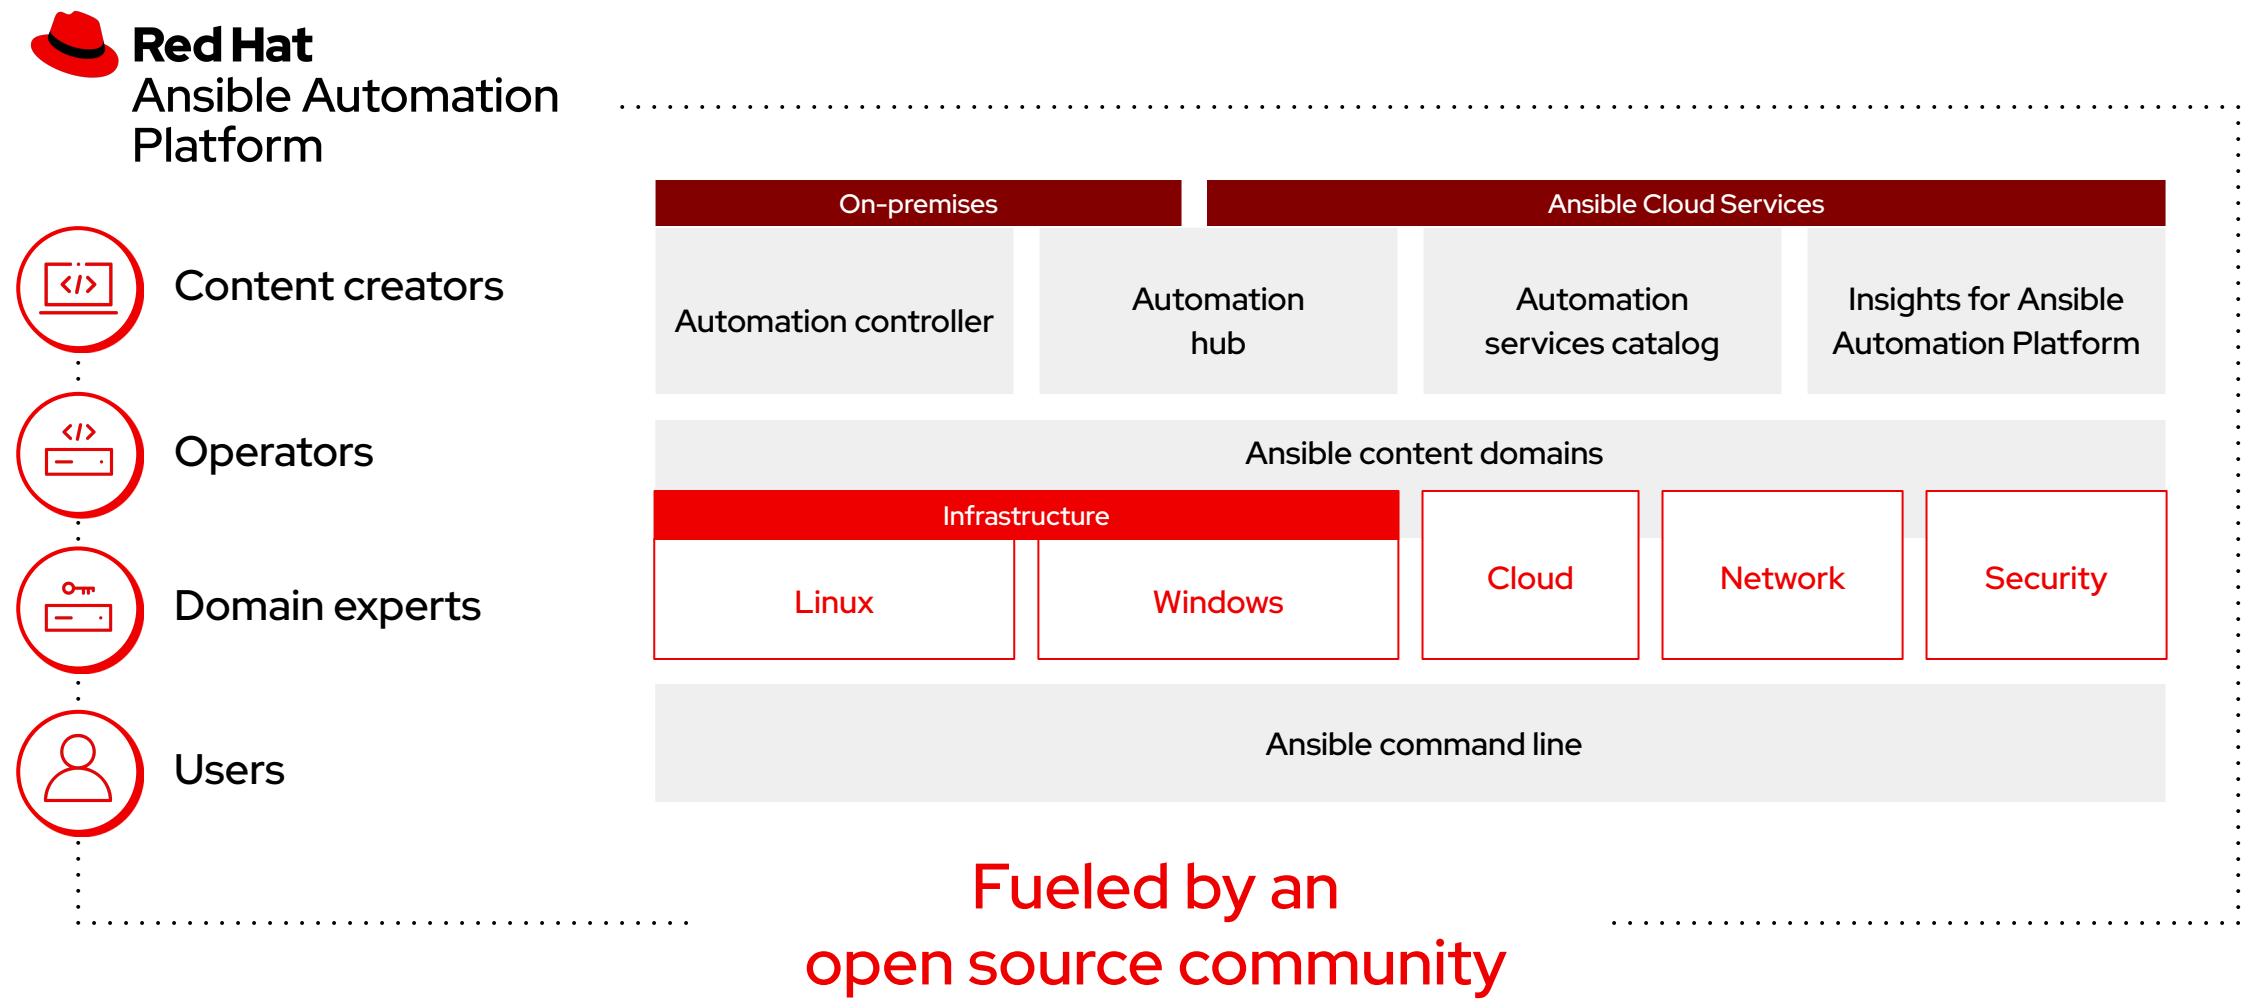 Red Hat
Ansible Automation
Platform
On-premises
Ansible Cloud Services
Content creators
Automation controller
Automation
hub
Automation
services catalog
Insights for Ansible
Automation Platform
Operators
Ansible content domains
Infrastructure
Linux
Windows
Cloud
Network
Security
Domain experts
Users
Ansible command line
Fueled by an
open source community